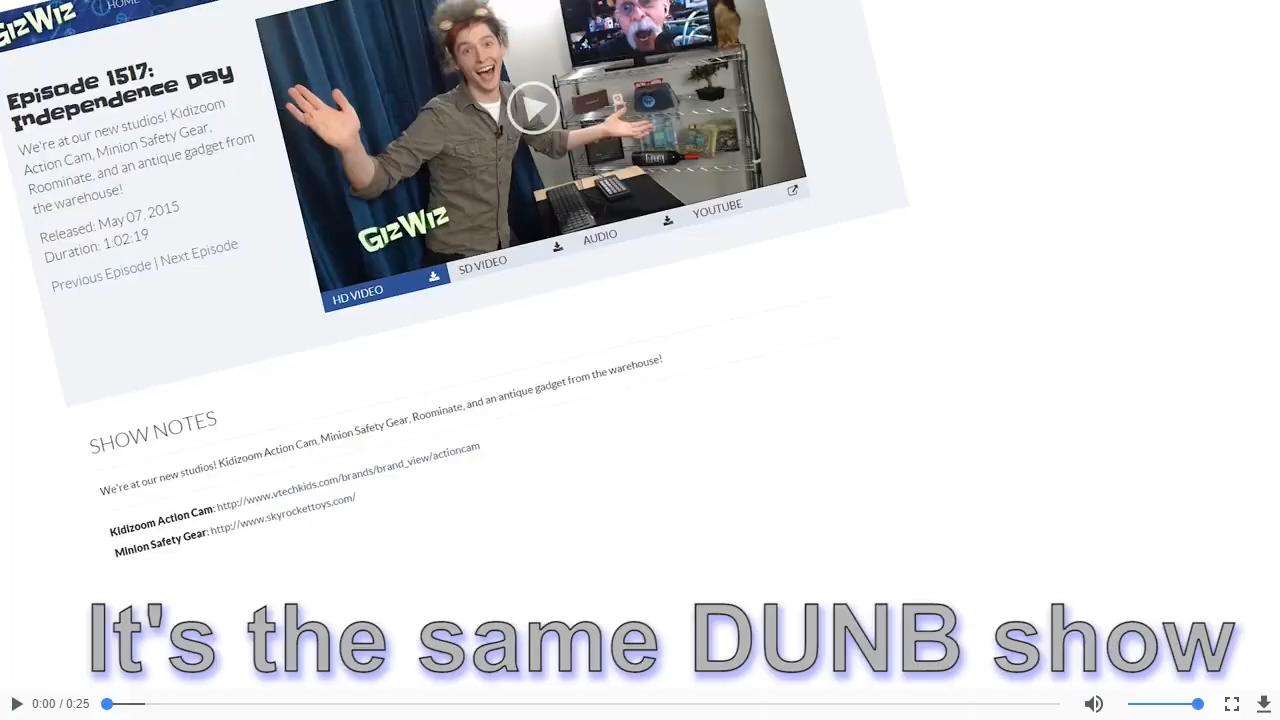 GIZWIZ
HOME
Episode 1517:
Independence Day
We're at our new studios! Kidizoom
Action Cam, Minion Safety Gear,
Roominate, and an antique gadget from
the warehouse!
Released: May 07, 2015
Duration: 1:02:19
Previous Episode | Next Episode
GIZWIZ
HD VIDEO
SD VIDEO
AUDIO
YOUTUBE
SHOW NOTES
We're at our new studios! Kidizoom Action Cam, Minion Safety Gear, Roominate, and an antique gadget from the warehouse!
Kidizoom Action Cam: http://www.vtechkids.com/brands/brand_view/actioncam
Minion Safety Gear: http://www.skyrockettoys.com/
It's the same DUNB show
0:00 / 0:25